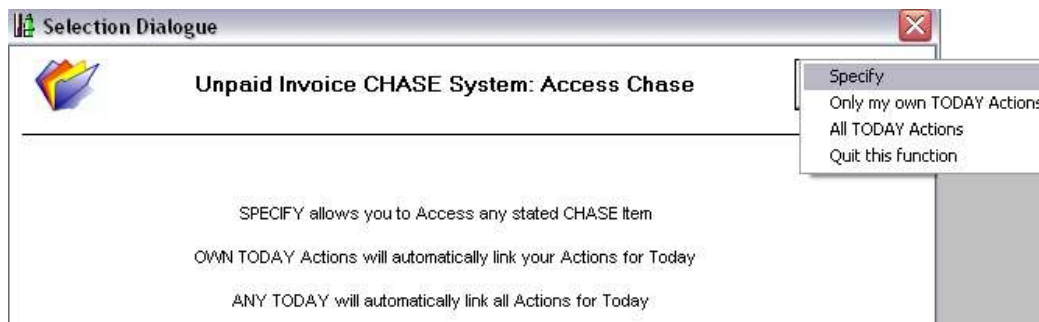 Selection Dialogue
Unpaid Invoice CHASE System: Access Chase
Specify
Only my own TODAY Actions
All TODAY Actions
Quit this function
SPECIFY allows you to Access any stated CHASE Item
OWN TODAY Actions will automatically link your Actions for Today
ANY TODAY will automatically link all Actions for Today